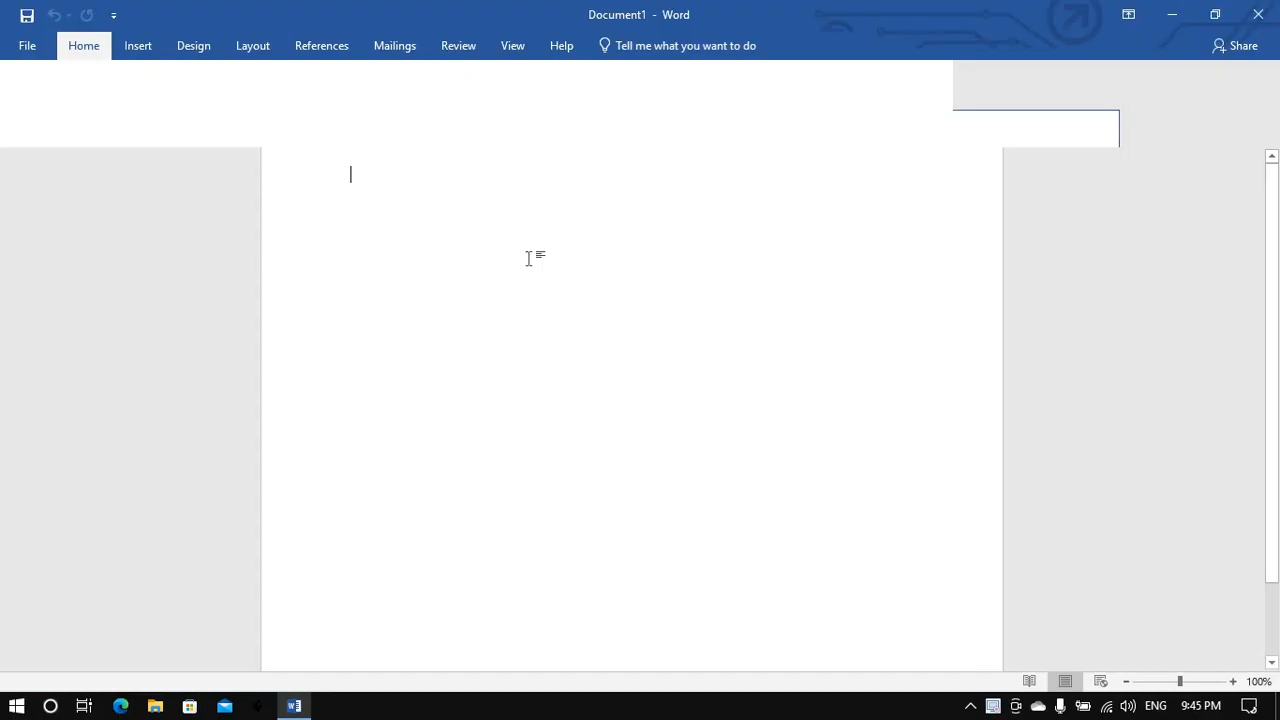 Document1 - Word
File Home Insert Design Layout References Mailings Review View Help Tell me what you want to do Share
100%
ENG 9:45 PM